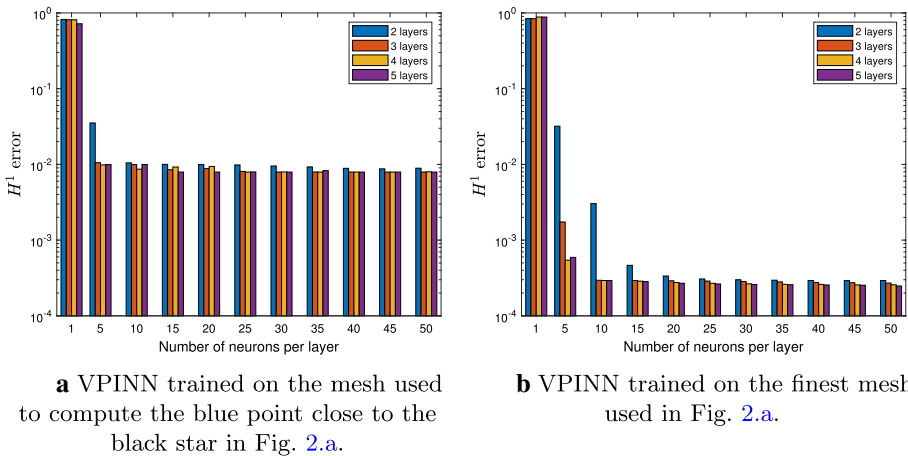 10^0
10^-1
10^-2
10^-3
10^-4
H^1 error
1 5 10 15 20 25 30 35 40 45 50
Number of neurons per layer
2 layers
3 layers
4 layers
5 layers
a VPINN trained on the mesh used
to compute the blue point close to the
black star in Fig. 2.a.
10^0
10^-1
10^-2
10^-3
10^-4
H^1 error
1 5 10 15 20 25 30 35 40 45 50
Number of neurons per layer
2 layers
3 layers
4 layers
5 layers
b VPINN trained on the finest mesh
used in Fig. 2.a.